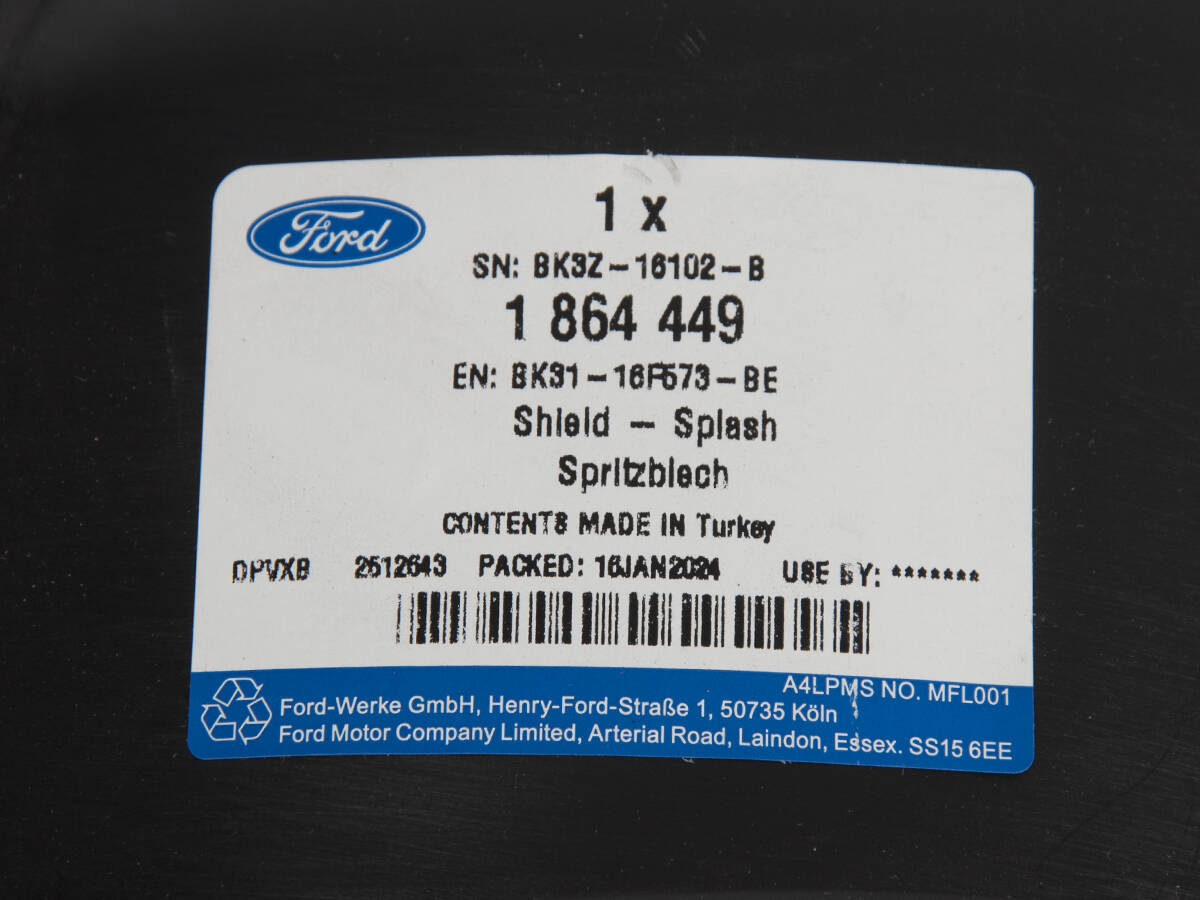 Ford
1 x
SN: BK3Z-16102-B
1 864 449
EN: BK31-16F573-BE
Shield - Splash
Spritzblech
CONTENTS MADE IN Turkey
DPVXB 2512643 PACKED: 16JAN2024 USE BY: *******
A4LPMS NO. MFL001
Ford-Werke GmbH, Henry-Ford-Straße 1, 50735 Köln
Ford Motor Company Limited, Arterial Road, Laindon, Essex. SS15 6EE